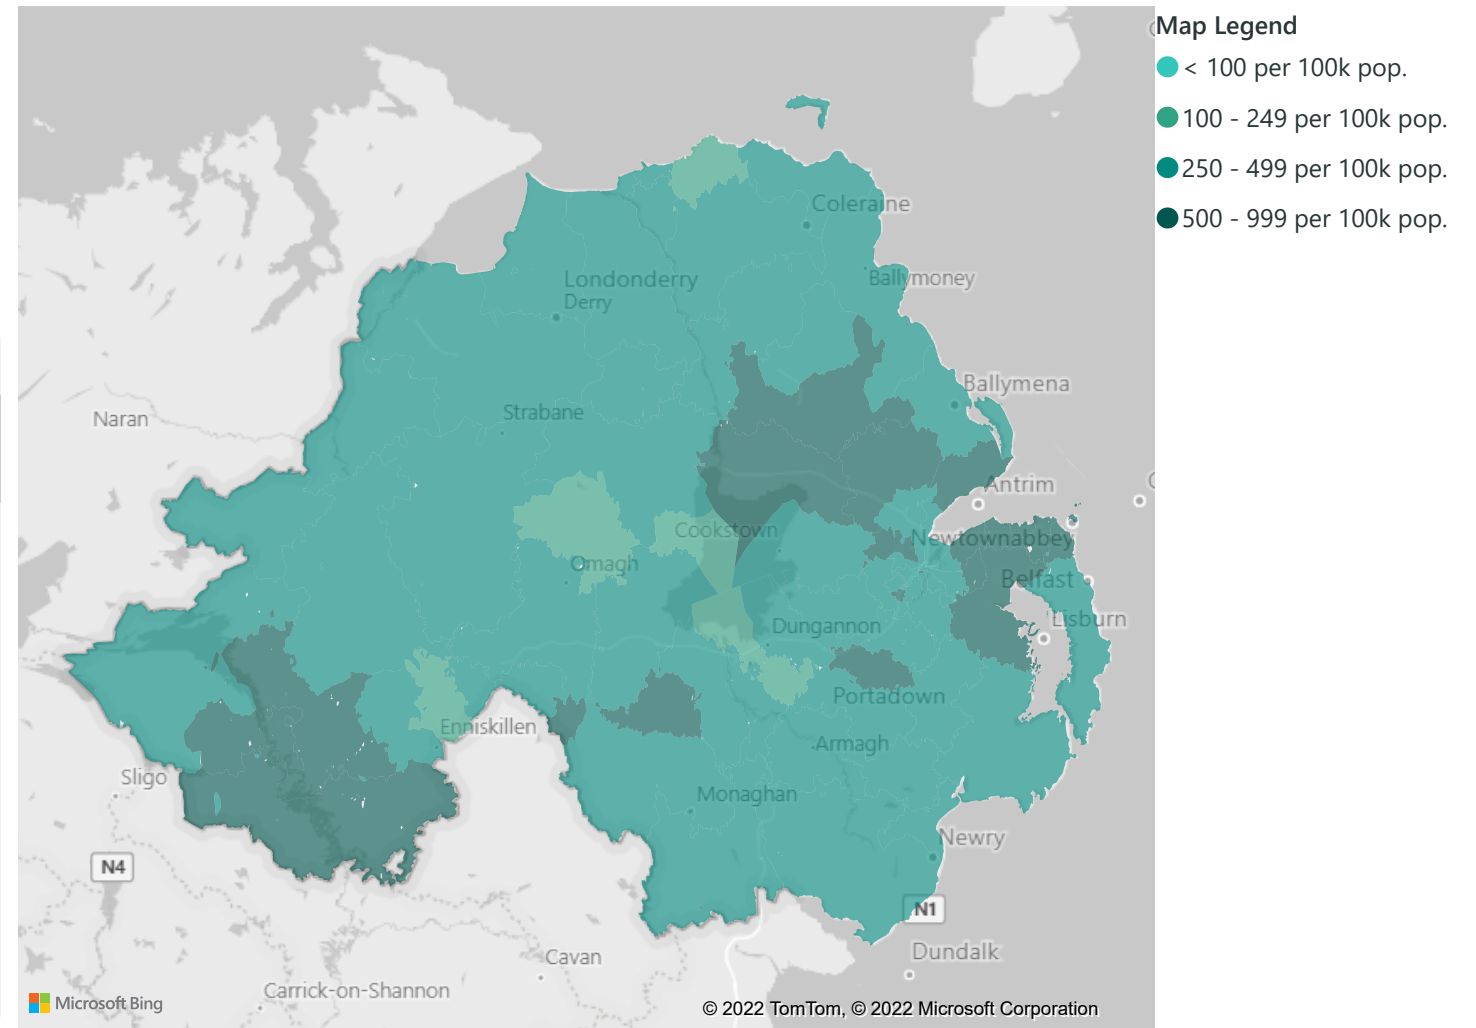 Map Legend
< 100 per 100k pop.
100 - 249 per 100k pop.
250 - 499 per 100k pop.
500 - 999 per 100k pop.
Coleraine
Londonderry
Derry
Ballymoney
Ballymena
Naran
Strabane
Antrim
Cookstown
Newtownabbey
Omagh
Belfast
Lisburn
Dungannon
Portadown
Enniskillen
Armagh
Sligo
Monaghan
Newry
N4
N1
Dundalk
Cavan
Carrick-on-Shannon
Microsoft Bing
© 2022 TomTom, © 2022 Microsoft Corporation